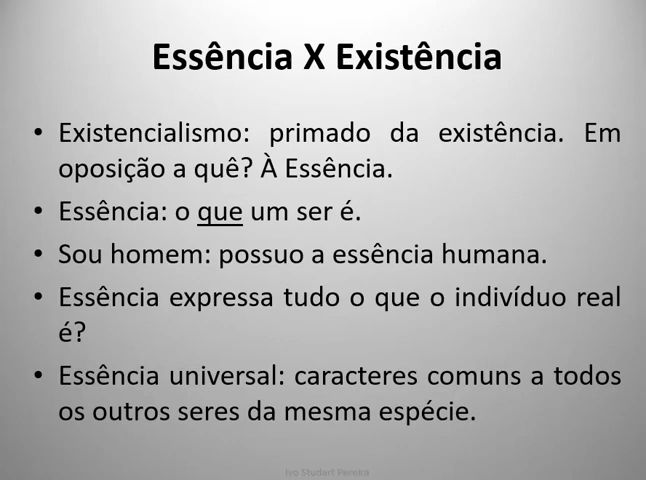 Essência X Existência
• Existencialismo: primado da existência. Em
oposição a quê? À Essência.
• Essência: o que um ser é.
• Sou homem: possuo a essência humana.
• Essência expressa tudo o que o indivíduo real
é?
• Essência universal: caracteres comuns a todos
os outros seres da mesma espécie.
Ivo Studart Pereira